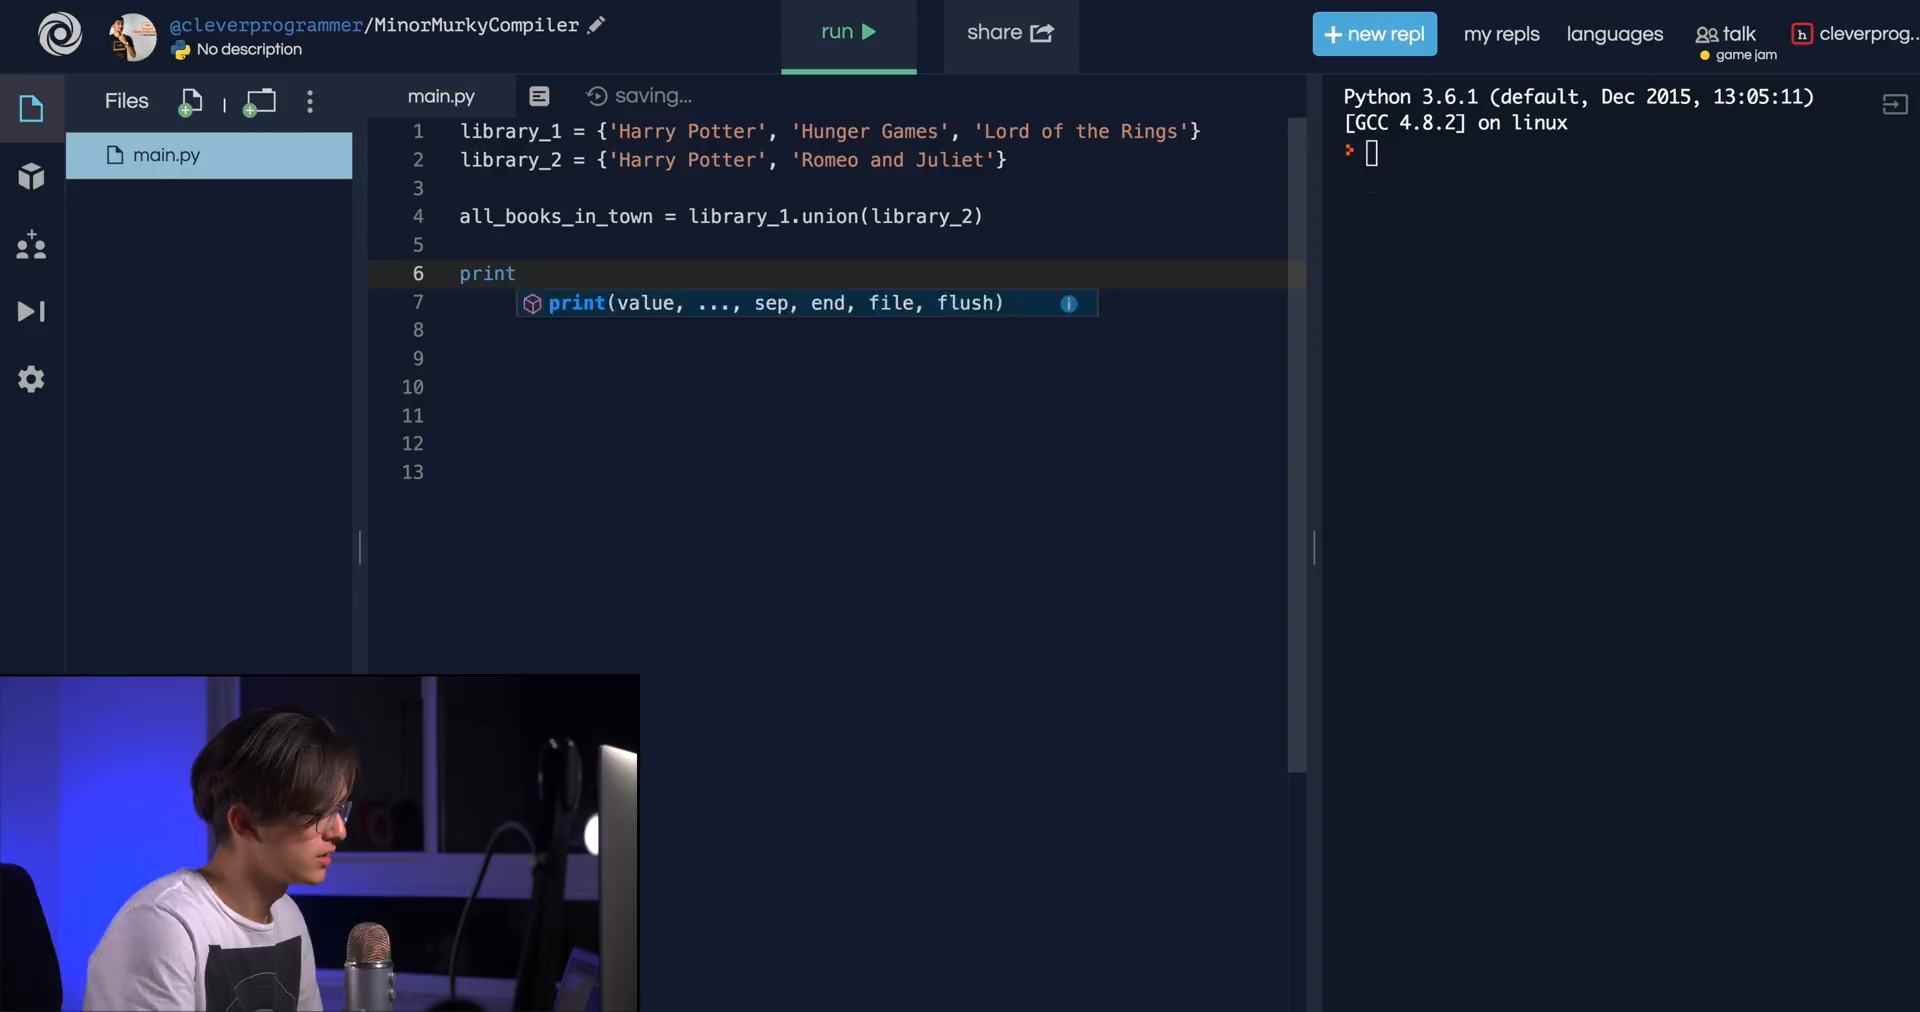 @cleverprogrammer/MinorMurkyCompiler
No description
run
share
+ new repl
my repls
languages
talk
game jam
h
cleverprog...
Files
main.py
main.py
saving...
1 library_1 = {'Harry Potter', 'Hunger Games', 'Lord of the Rings'}
2 library_2 = {'Harry Potter', 'Romeo and Juliet'}
3
4 all_books_in_town = library_1.union(library_2)
5
6 print
7 print(value, ..., sep, end, file, flush)
8
9
10
11
12
13
Python 3.6.1 (default, Dec 2015, 13:05:11)
[GCC 4.8.2] on linux